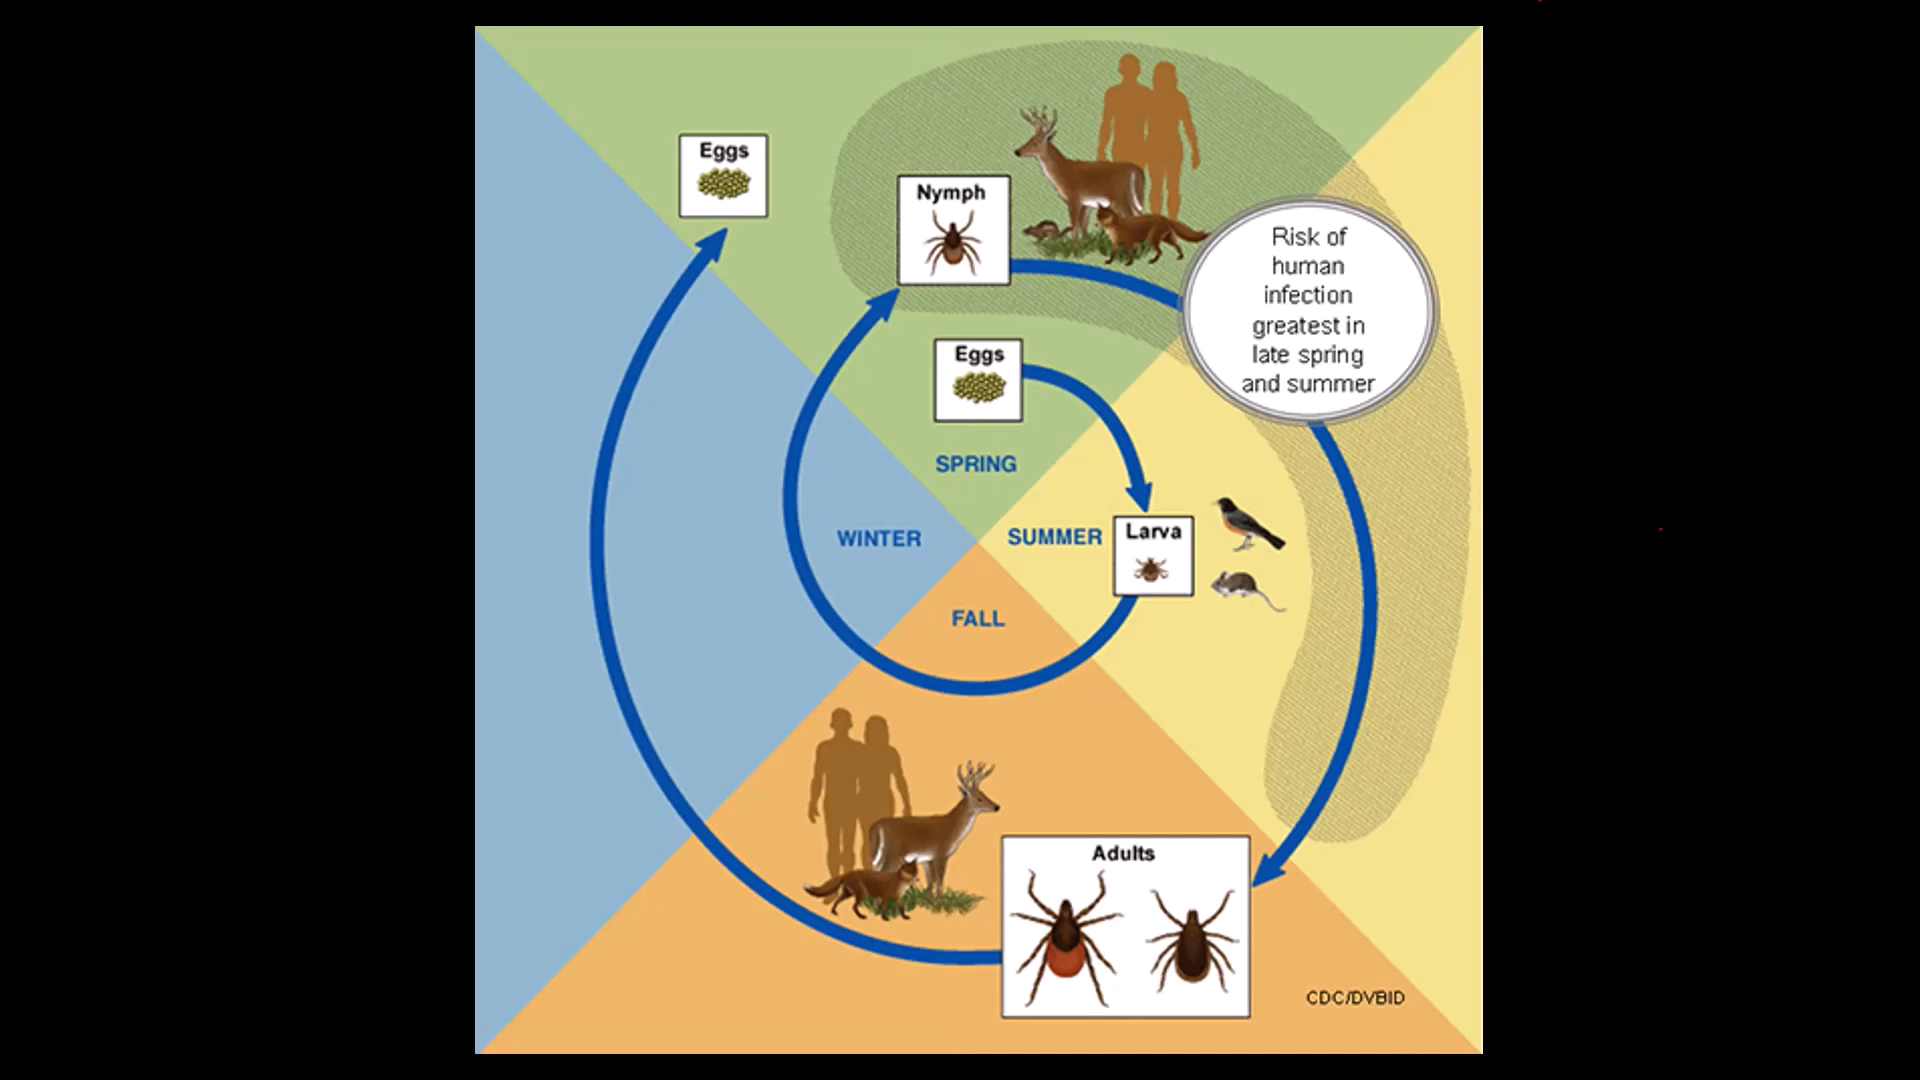 Eggs
Nymph
Risk of
human
infection
greatest in
late spring
and summer
Eggs
SPRING
WINTER
SUMMER
Larva
FALL
Adults
CDC/DVBID